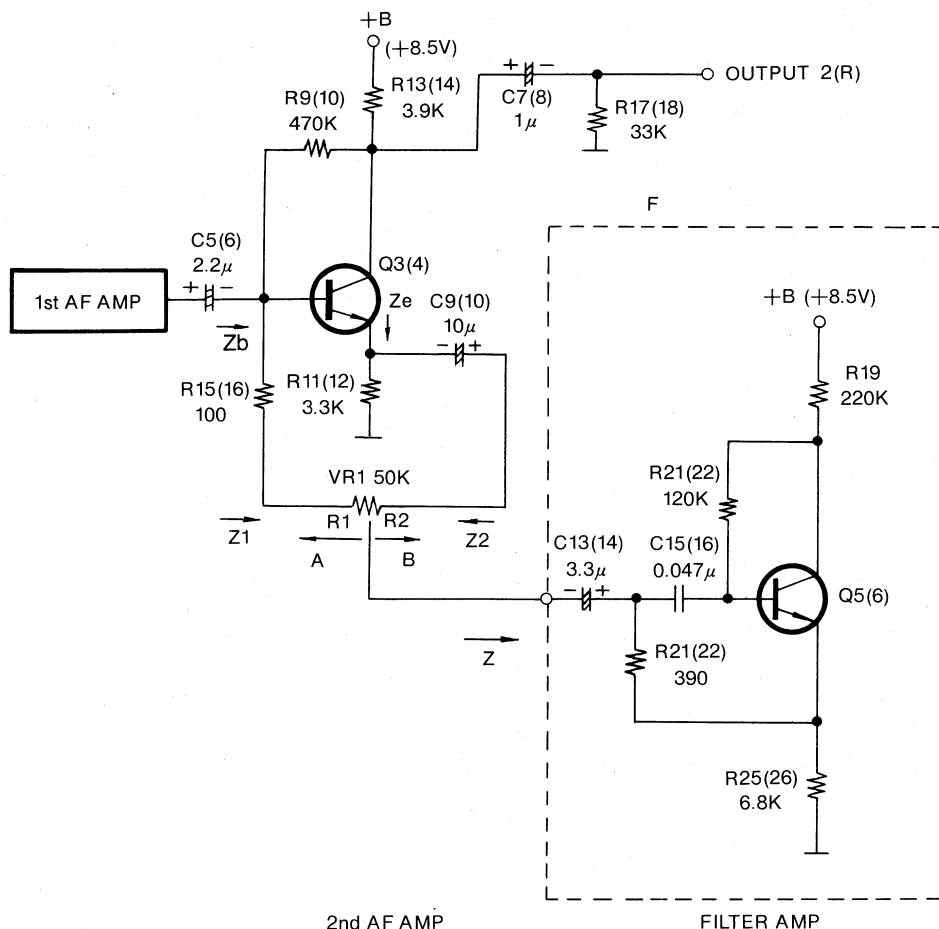 +B
(+8.5V)
R13(14)
3.9K
R9(10)
470K
+ −
C7(8)
1μ
OUTPUT 2(R)
R17(18)
33K
F
C5(6)
2.2μ
+ −
1st AF AMP
Zb
Q3(4)
Ze
C9(10)
10μ
− +
R15(16)
100
R11(12)
3.3K
VR1 50K
R1
R2
Z1
Z2
A
B
+B (+8.5V)
R19
220K
R21(22)
120K
C13(14)
3.3μ
− +
C15(16)
0.047μ
Q5(6)
Z
R21(22)
390
R25(26)
6.8K
2nd AF AMP
FILTER AMP